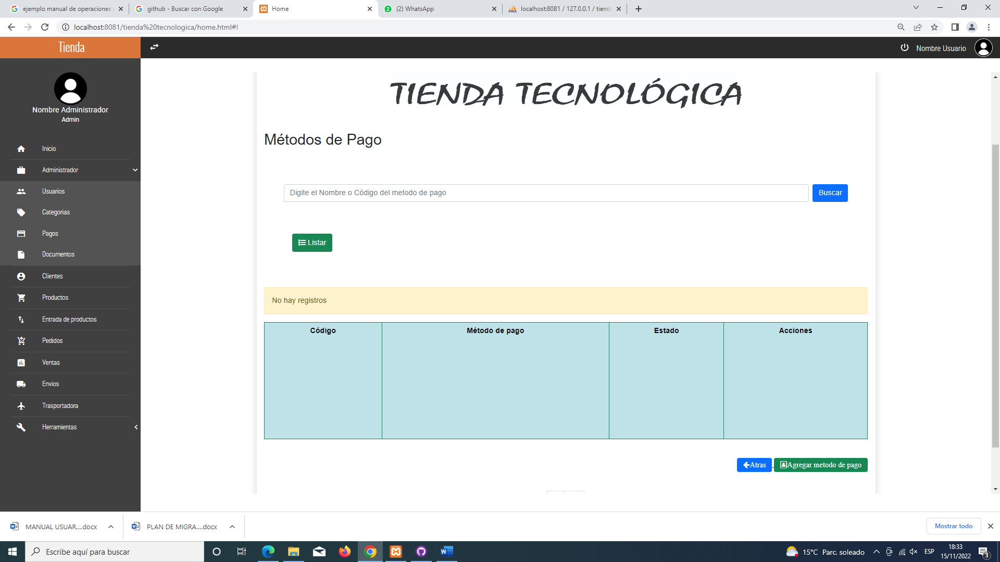 ejemplo manual de operaciones
github - Buscar con Google
Home
(2) WhatsApp
localhost:8081 / 127.0.0.1 / tiend
localhost:8081/tienda%20tecnologica/home.html#!
Tienda
Nombre Usuario
Nombre Administrador
Admin
Inicio
Administrador
Usuarios
Categorias
Pagos
Documentos
Clientes
Productos
Entrada de productos
Pedidos
Ventas
Envios
Trasportadora
Herramientas
TIENDA TECNOLÓGICA
Métodos de Pago
Digite el Nombre o Código del metodo de pago
Buscar
Listar
No hay registros
Código Método de pago Estado Acciones
Atras
Agregar metodo de pago
MANUAL USUAR....docx
PLAN DE MIGRA....docx
Mostrar todo
Escribe aquí para buscar
15°C Parc. soleado
ESP
18:33
15/11/2022
3